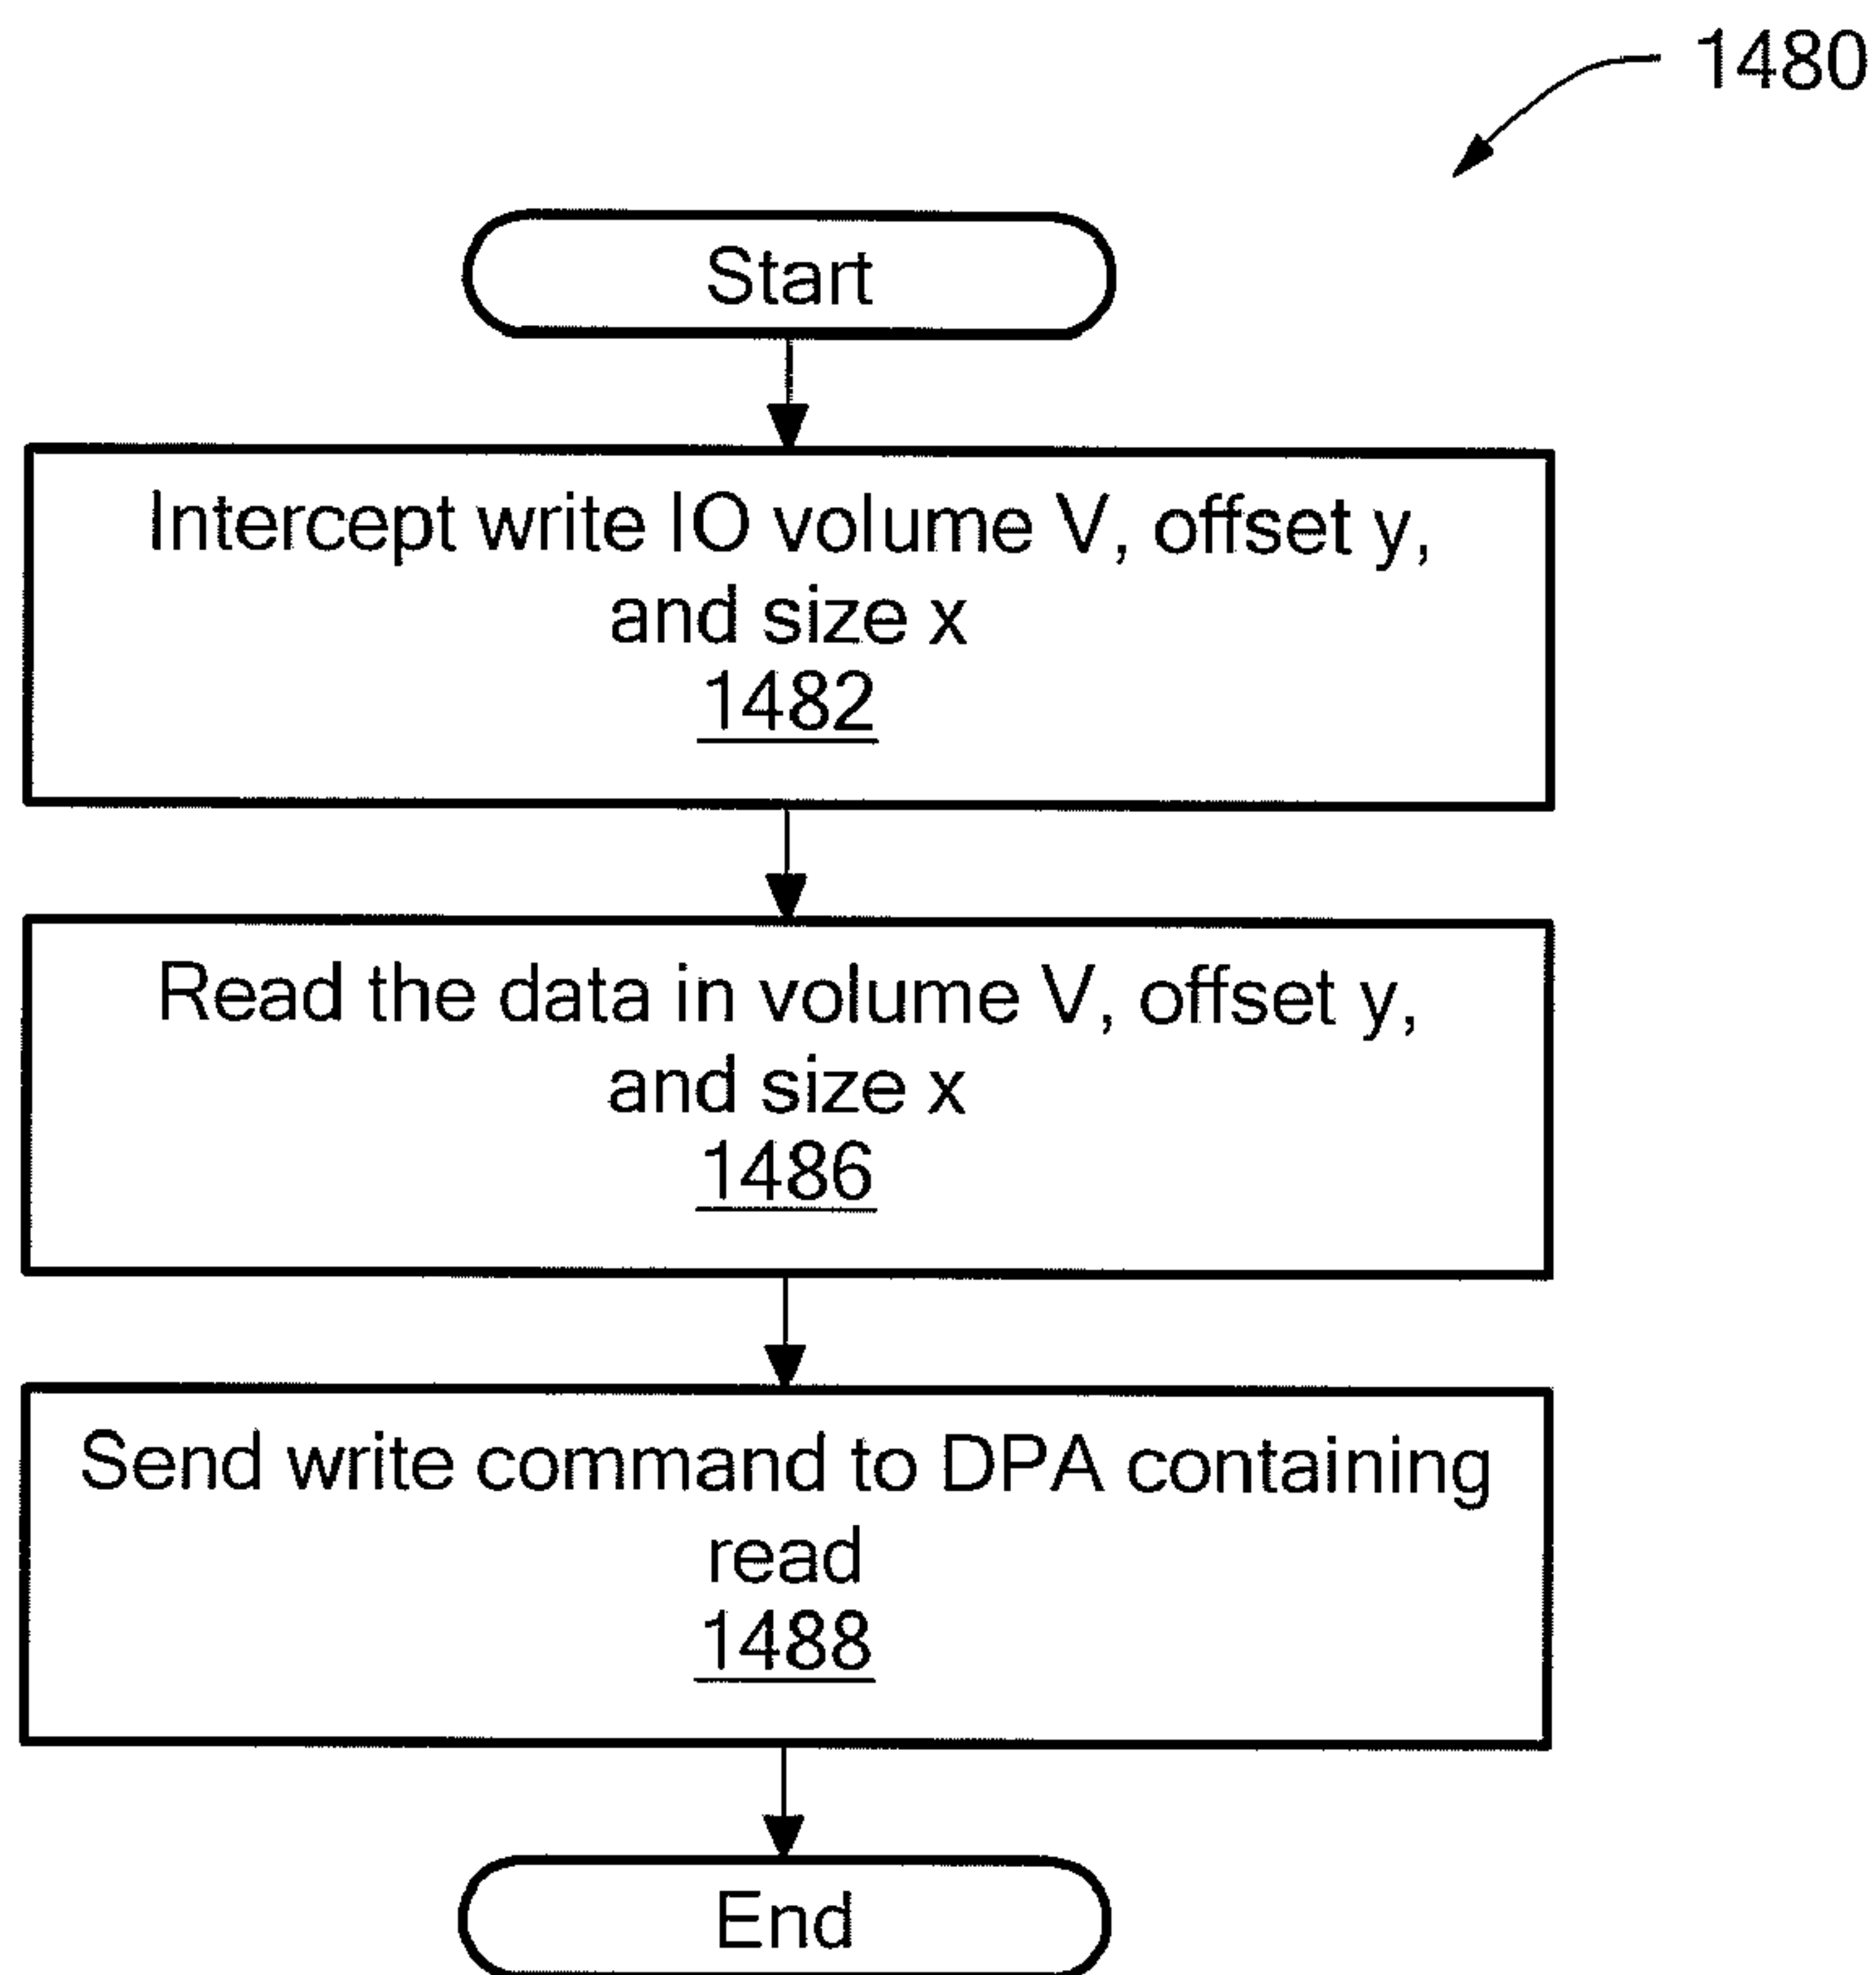 1480
Start
Intercept write IO volume V, offset y,
and size x
1482
Read the data in volume V, offset y,
and size x
1486
Send write command to DPA containing
read
1488
End